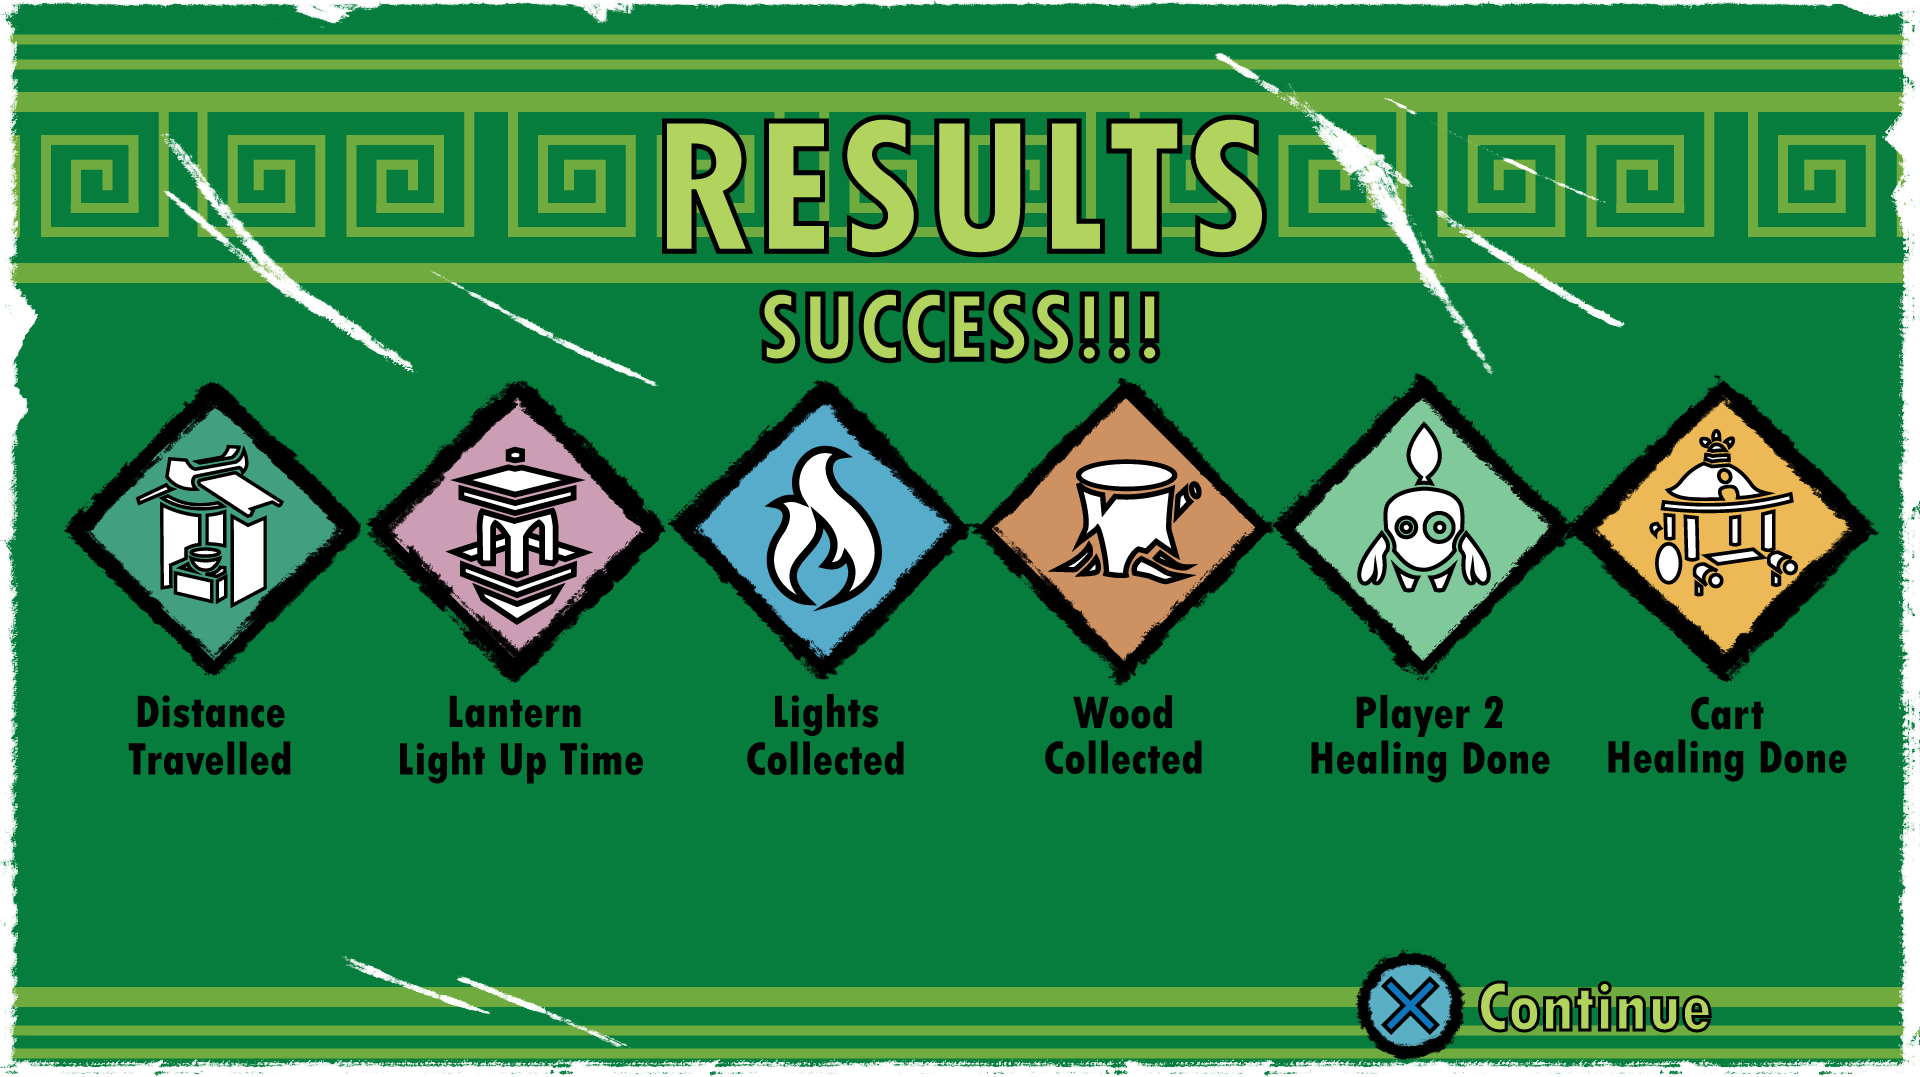 RESULTS
SUCCESS!!!
Distance
Travelled
Lantern
Light Up Time
Lights
Collected
Wood
Collected
Player 2
Healing Done
Cart
Healing Done
Continue